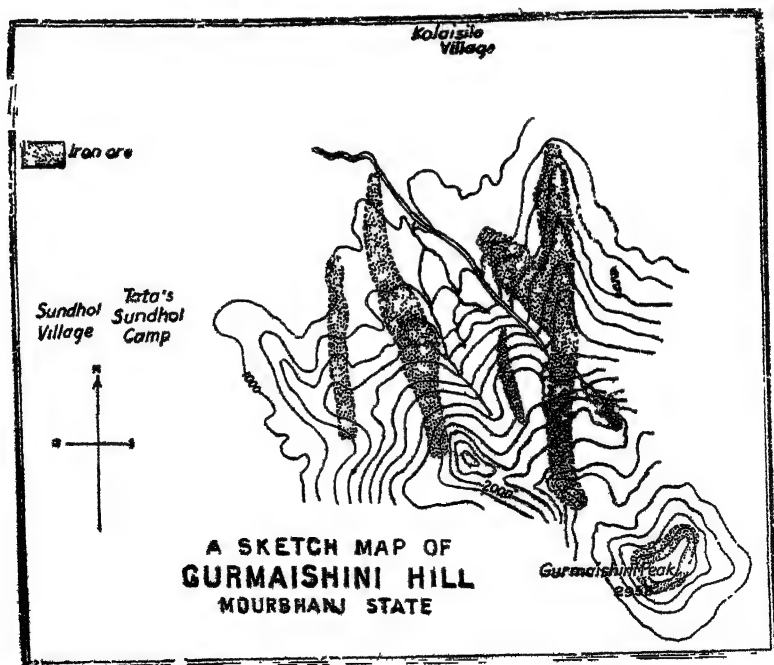 Kolaisila
Village
Iron ore
Sundhol
Village
Tata's
Sundhol
Camp
N
1000
2000
A SKETCH MAP OF
GURMAISHINI HILL
MOURBHANJ STATE
Gurmaishini Peak